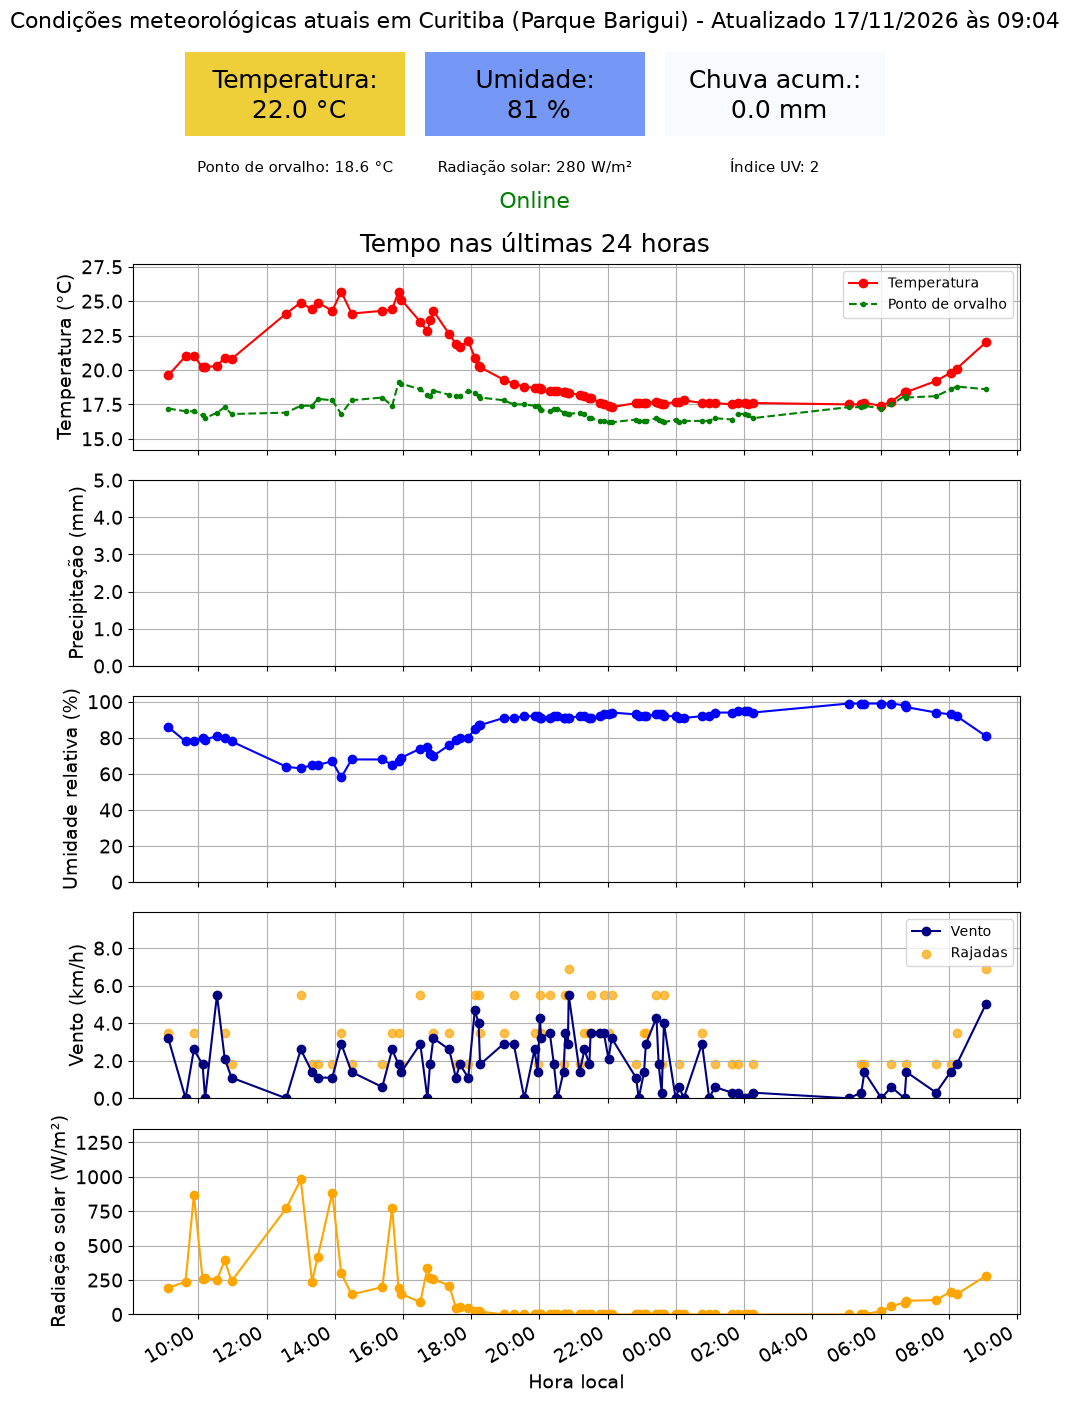 Condições meteorológicas atuais em Curitiba (Parque Barigui) - Atualizado 17/11/2026 às 09:04
Temperatura:
22.0 °C
Umidade:
81 %
Chuva acum.:
0.0 mm
Ponto de orvalho: 18.6 °C
Radiação solar: 280 W/m²
Índice UV: 2
Online
Tempo nas últimas 24 horas
Temperatura (°C)
27.5
25.0
22.5
20.0
17.5
15.0
Temperatura
Ponto de orvalho
Precipitação (mm)
5.0
4.0
3.0
2.0
1.0
0.0
Umidade relativa (%)
100
80
60
40
20
0
Vento (km/h)
8.0
6.0
4.0
2.0
0.0
Vento
Rajadas
Radiação solar (W/m²)
1250
1000
750
500
250
0
10:00
12:00
14:00
16:00
18:00
20:00
22:00
00:00
02:00
04:00
06:00
08:00
10:00
Hora local